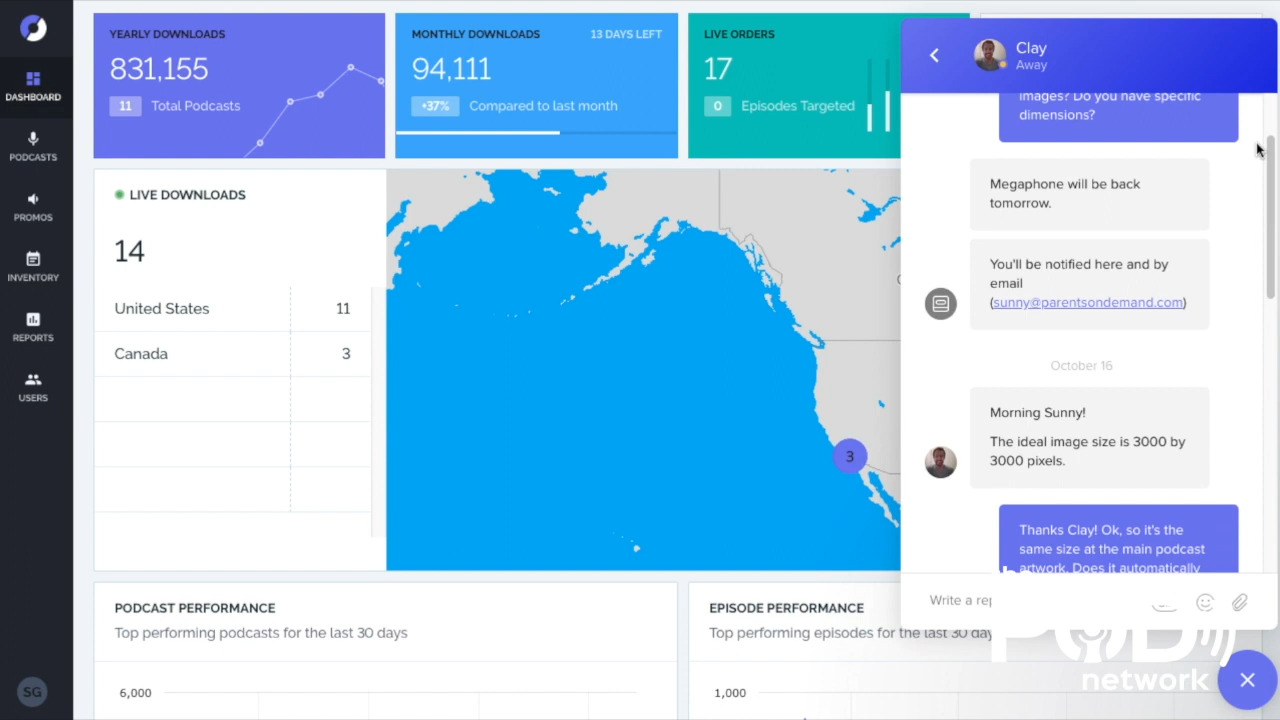 DASHBOARD
PODCASTS
PROMOS
INVENTORY
REPORTS
USERS
SG
YEARLY DOWNLOADS
831,155
11 Total Podcasts
MONTHLY DOWNLOADS 13 DAYS LEFT
94,111
+37% Compared to last month
LIVE ORDERS
17
0 Episodes Targeted
LIVE DOWNLOADS
14
United States 11
Canada 3
3
PODCAST PERFORMANCE
Top performing podcasts for the last 30 days
6,000
EPISODE PERFORMANCE
Top performing episodes for the last 30 day
1,000
Clay
Away
images? Do you have specific
dimensions?
Megaphone will be back
tomorrow.
You'll be notified here and by
email
(sunny@parentsondemand.com)
October 16
Morning Sunny!
The ideal image size is 3000 by
3000 pixels.
Thanks Clay! Ok, so it's the
same size at the main podcast
artwork. Does it automatically
Write a rep
POD
network